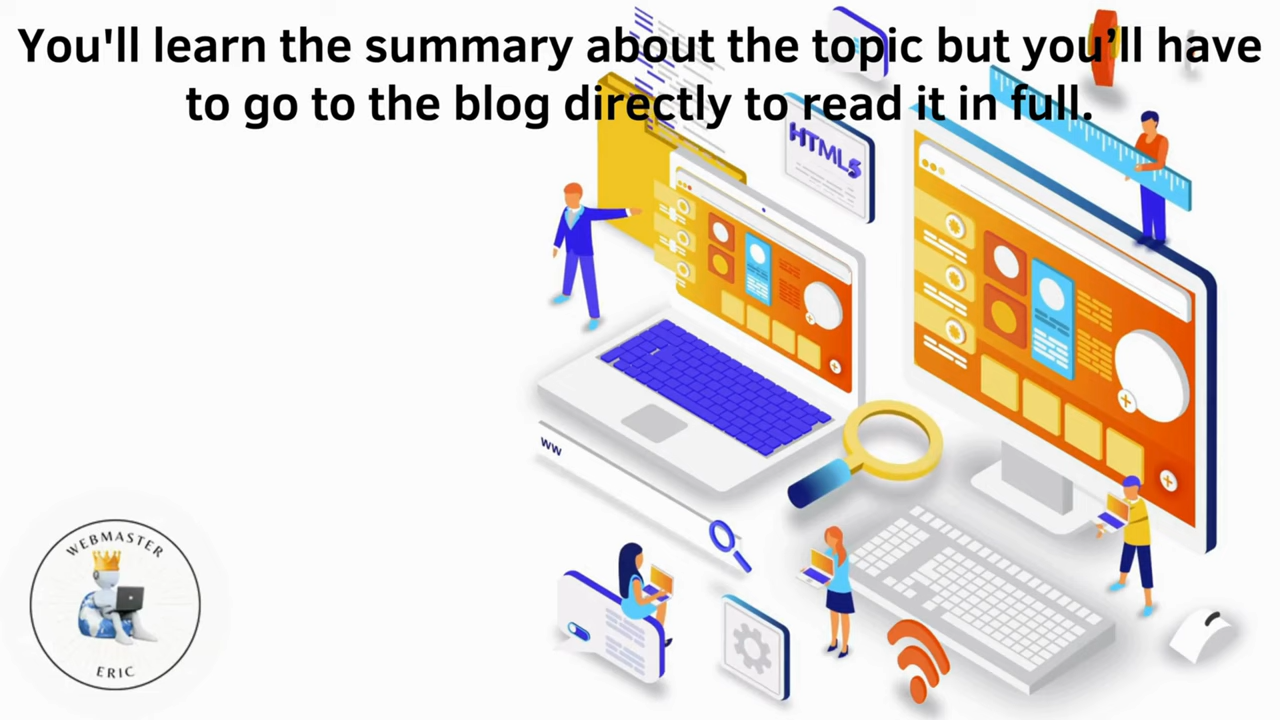 You'll learn the summary about the topic but you’ll have
to go to the blog directly to read it in full.
HTML5
WW
WEBMASTER
ERIC